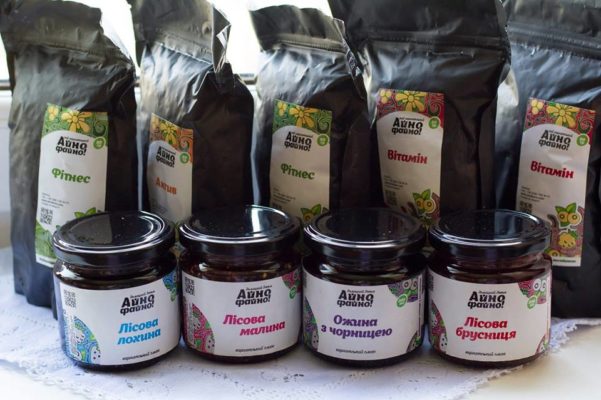 Айно
файно!
Фітнес
Айно
файно!
Актив
Айно
файно!
Фітнес
Айно
файно!
Вітамін
Айно
файно!
Вітамін
Айно
файно!
Лісова
лохина
Айно
файно!
Лісова
малина
Айно
файно!
Ожина
з чорницею
Айно
файно!
Лісова
брусниця